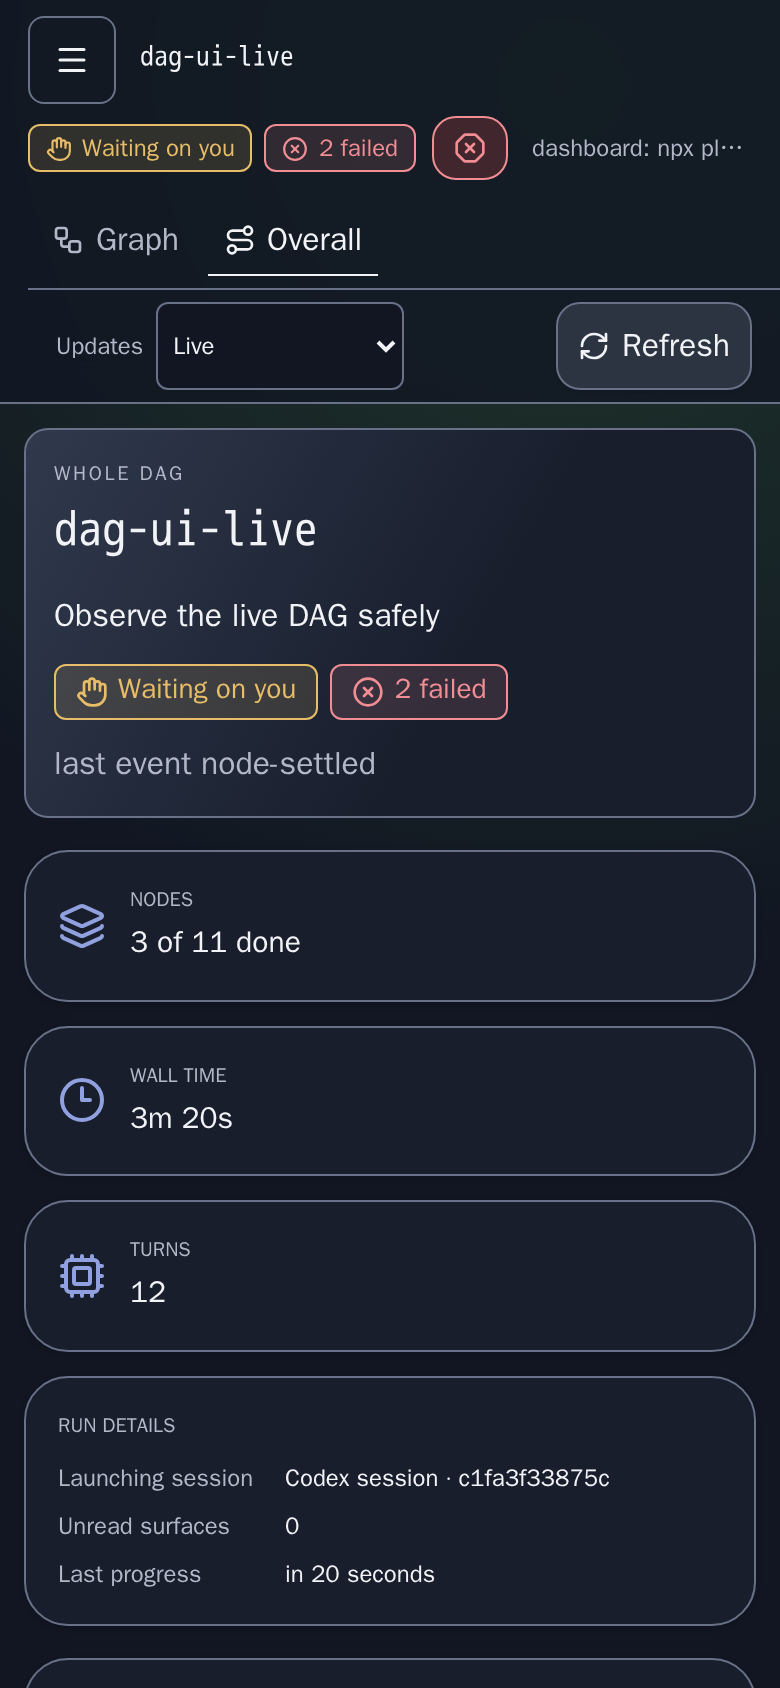 dag-ui-live
Waiting on you
2 failed
dashboard: npx pl···
Graph
Overall
Updates
Live
Refresh
WHOLE DAG
dag-ui-live
Observe the live DAG safely
Waiting on you
2 failed
last event node-settled
NODES
3 of 11 done
WALL TIME
3m 20s
TURNS
12
RUN DETAILS
Launching session Codex session · c1fa3f33875c
Unread surfaces 0
Last progress in 20 seconds